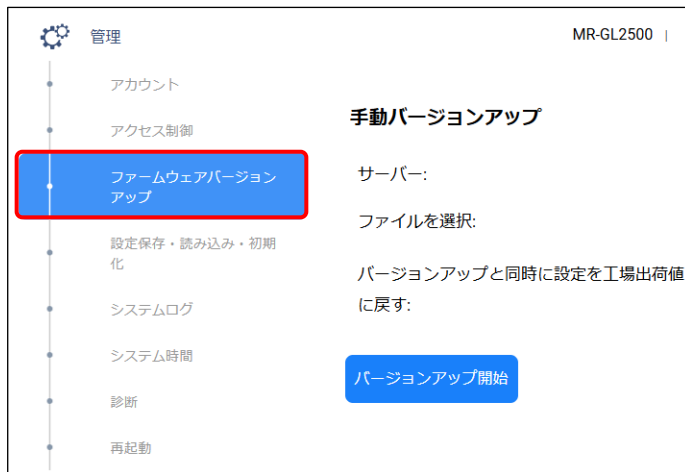 管理
MR-GL2500 |
アカウント
アクセス制御
ファームウェアバージョン
アップ
設定保存・読み込み・初期
化
システムログ
システム時間
診断
再起動
手動バージョンアップ
サーバー:
ファイルを選択:
バージョンアップと同時に設定を工場出荷値
に戻す:
バージョンアップ開始